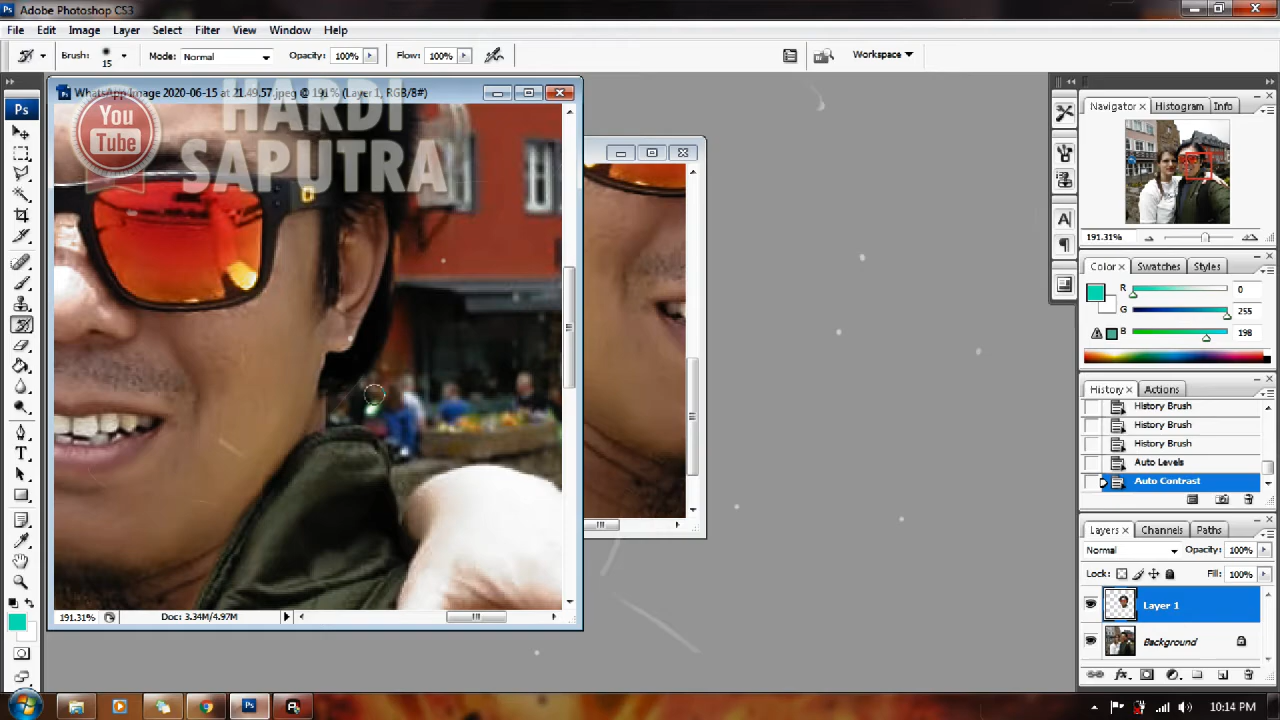 Adobe Photoshop CS3
File Edit Image Layer Select Filter View Window Help
Brush: 15 Mode: Normal Opacity: 100% Flow: 100% Workspace
WhatsApp Image 2020-06-15 at 21.49.57.jpeg @ 191% (Layer 1, RGB/8#)
You
Tube
HARDI
SAPUTRA
Ps
191.31% Doc: 3.34M/4.97M
Navigator Histogram Info
191.31%
Color Swatches Styles
R 0
G 255
B 198
History Actions
History Brush
History Brush
History Brush
Auto Levels
Auto Contrast
Layers Channels Paths
Normal Opacity: 100%
Lock: Fill: 100%
Layer 1
Background
Ps
10:14 PM